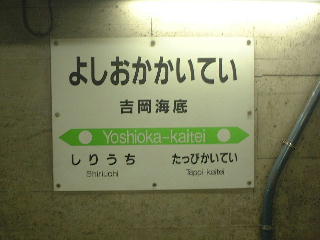 よしおかかいてい
吉岡海底
Yoshioka-kaitei
しりうち たっぴかいてい
Shiriuchi Tappi-kaitei